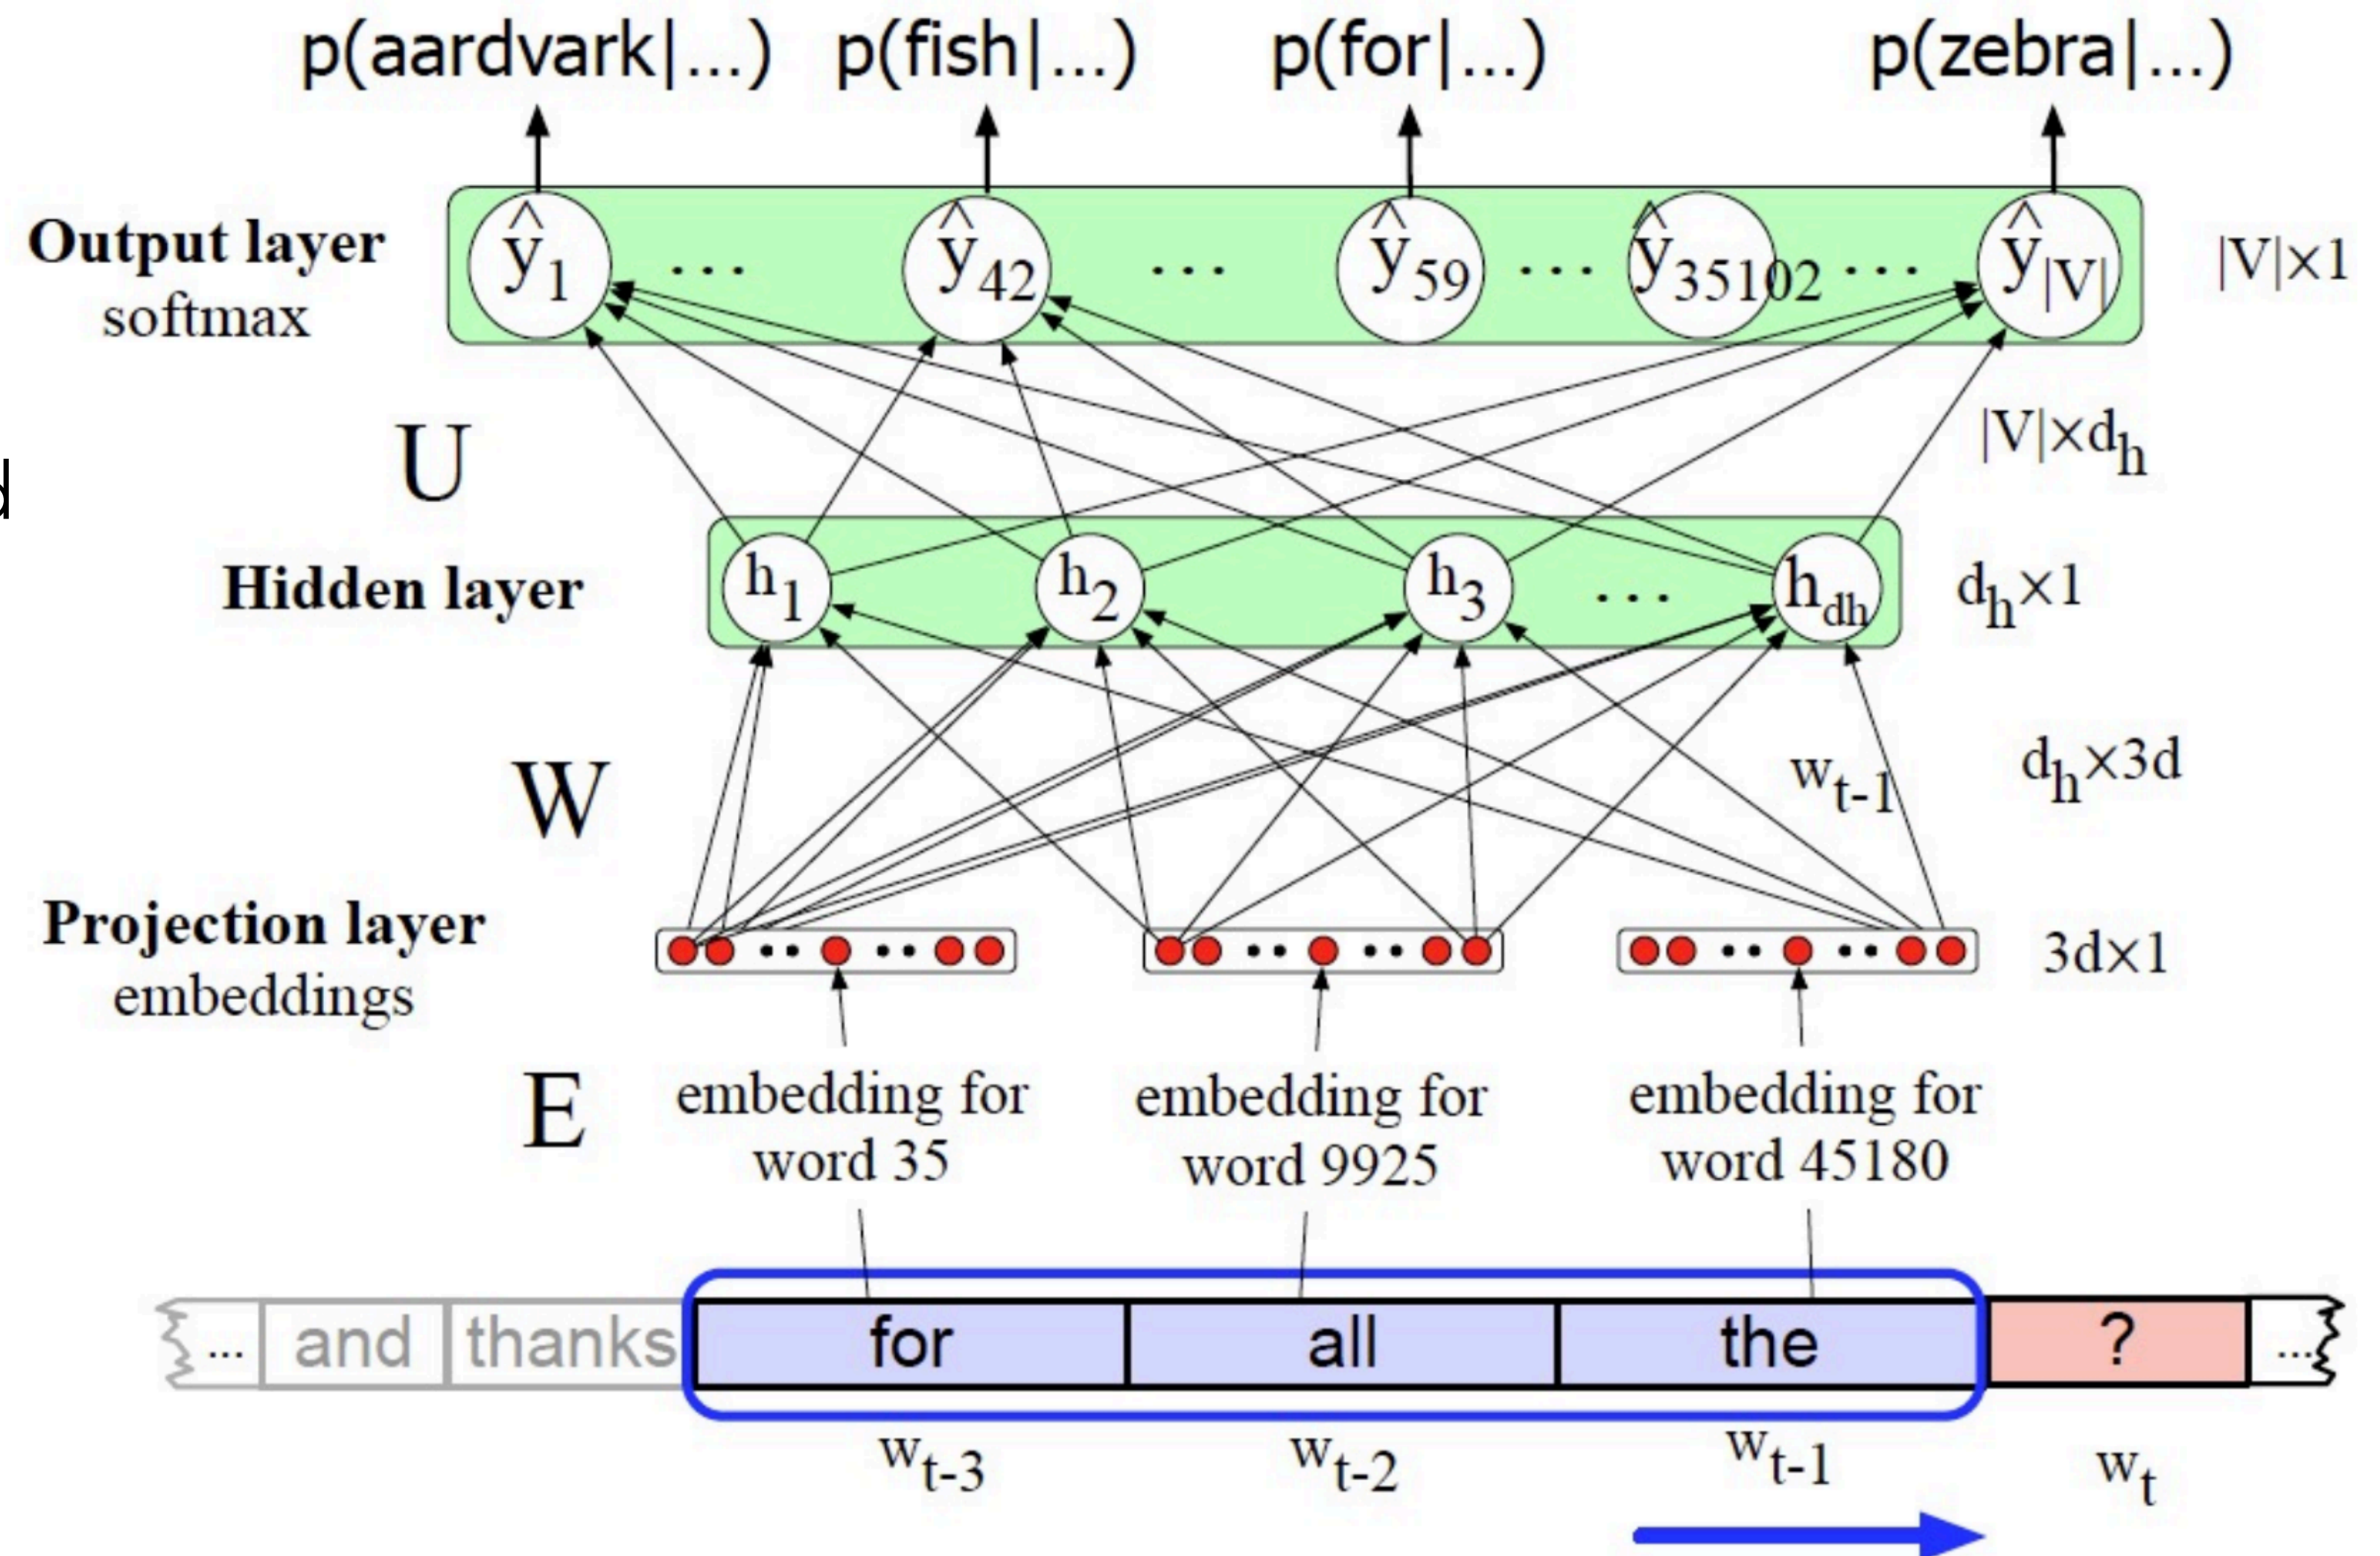 p(aardvark|...) p(fish|...) p(for|...) p(zebra|...)
Output layer
softmax
ŷ1 ... ŷ42 ... ŷ59 ... ŷ35102 ... ŷ|V|
|V|×1
U
|V|×dh
d
Hidden layer
h1 h2 h3 ... hdh
dh×1
W
wt-1
dh×3d
Projection layer
embeddings
3d×1
E
embedding for
word 35
embedding for
word 9925
embedding for
word 45180
... and thanks for all the ? ...
wt-3 wt-2 wt-1 wt